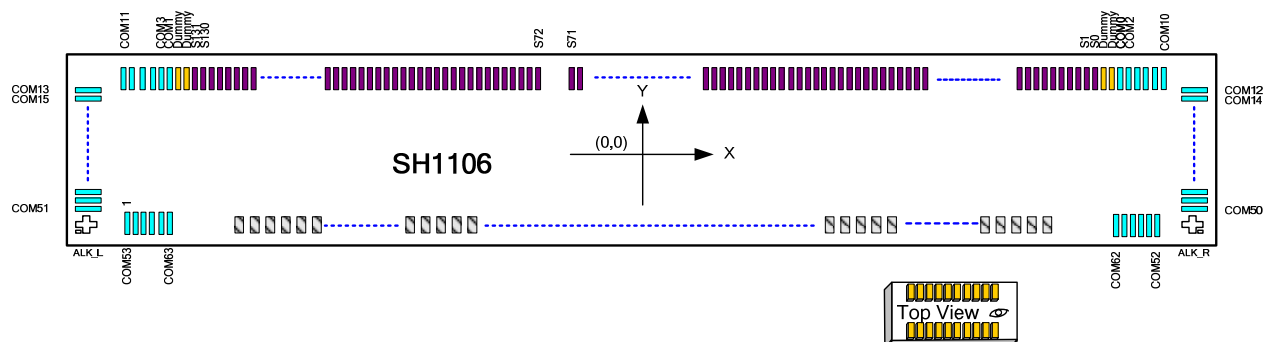 COM11
COM3
COM1
Dummy
Dummy
S131
S130
S72
S71
S1
S0
Dummy
Dummy
COM0
COM2
COM10
COM13
COM15
COM12
COM14
Y
(0,0)
X
SH1106
1
COM51
COM50
ALK_L
ALK_R
COM53
COM63
COM62
COM52
Top View